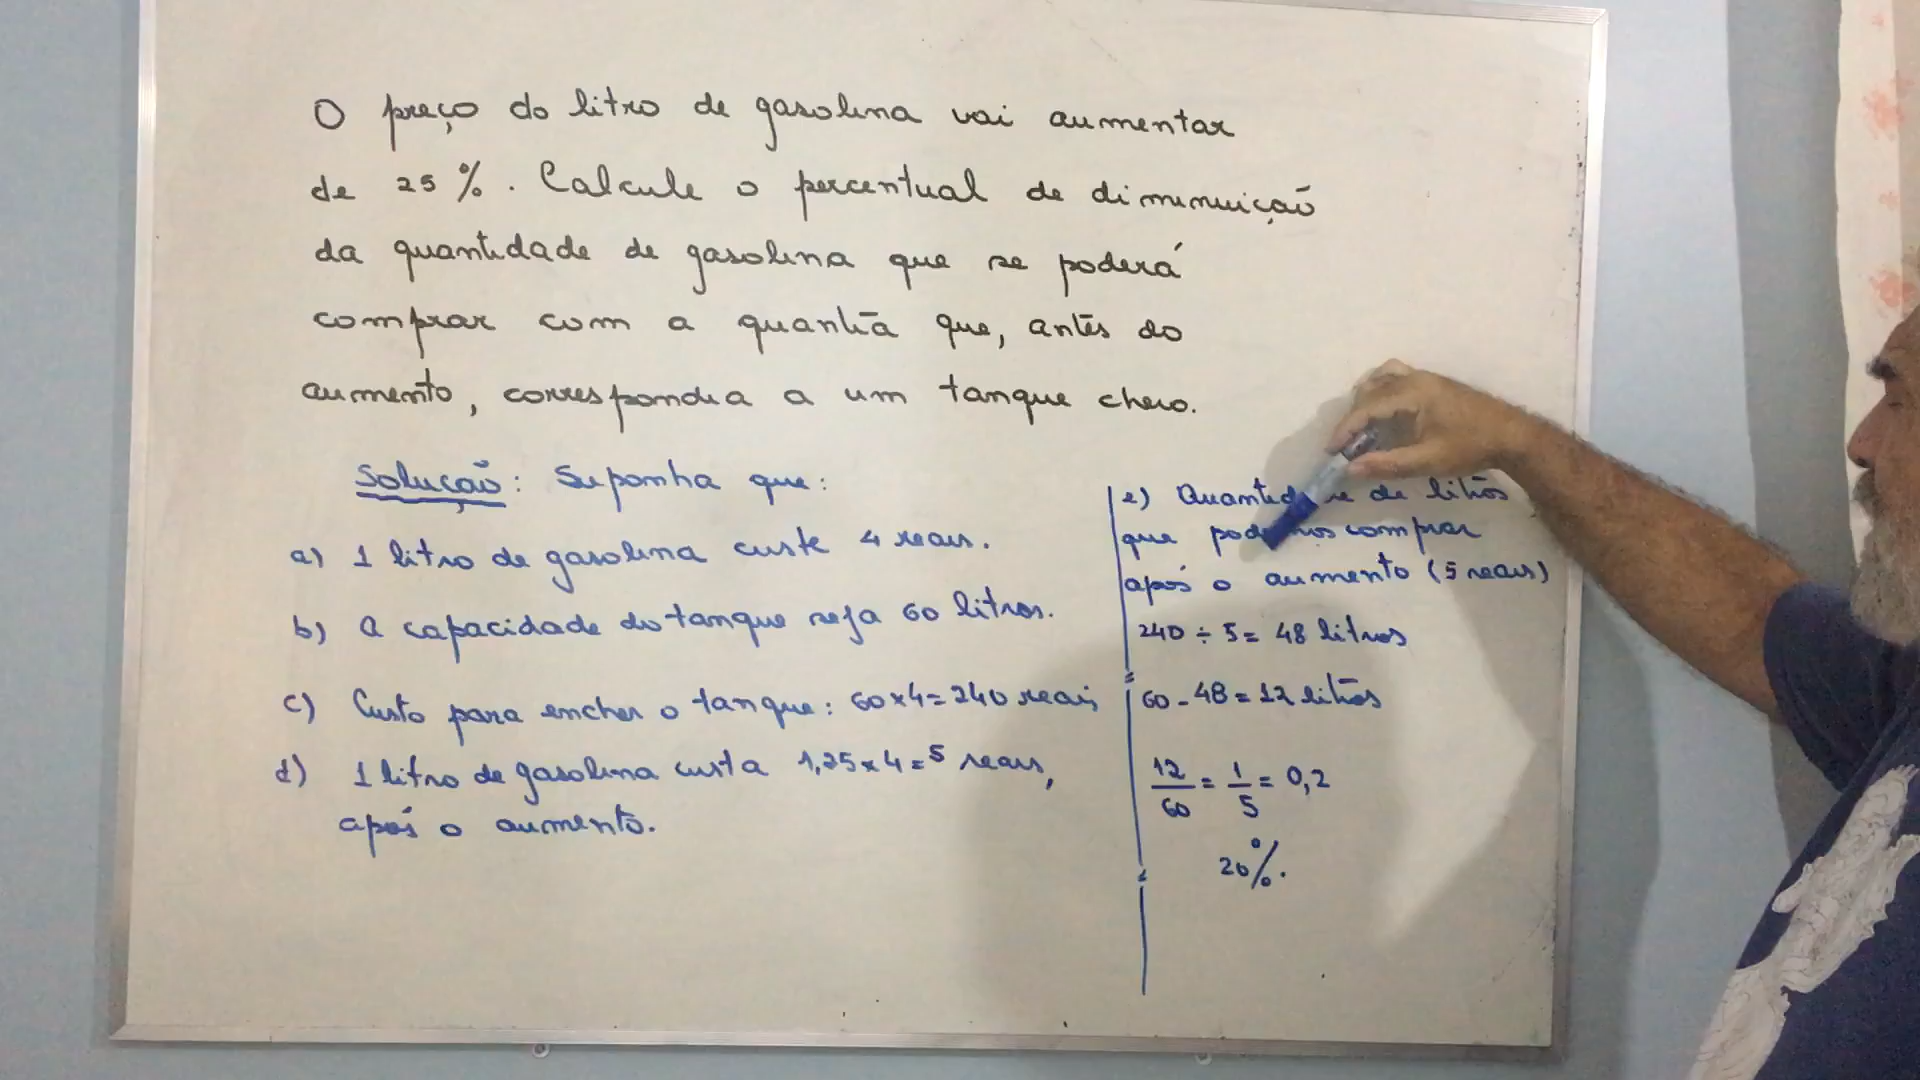 O preço do litro de gasolina vai aumentar
de 25%. Calcule o percentual de diminuição
da quantidade de gasolina que se poderá
comprar com a quantia que, antes do
aumento, correspondia a um tanque cheio.
Solução: Suponha que:
a) 1 litro de gasolina custe 4 reais.
b) A capacidade do tanque seja 60 litros.
c) Custo para encher o tanque: 60×4=240 reais
d) 1 litro de gasolina custa 1,25×4=5 reais,
após o aumento.
e) de litros
que comprar
após o aumento (5 reais)
240 ÷ 5 = 48 litros
60 - 48 = 12 litros
12/60 = 1/5 = 0,2
20%.